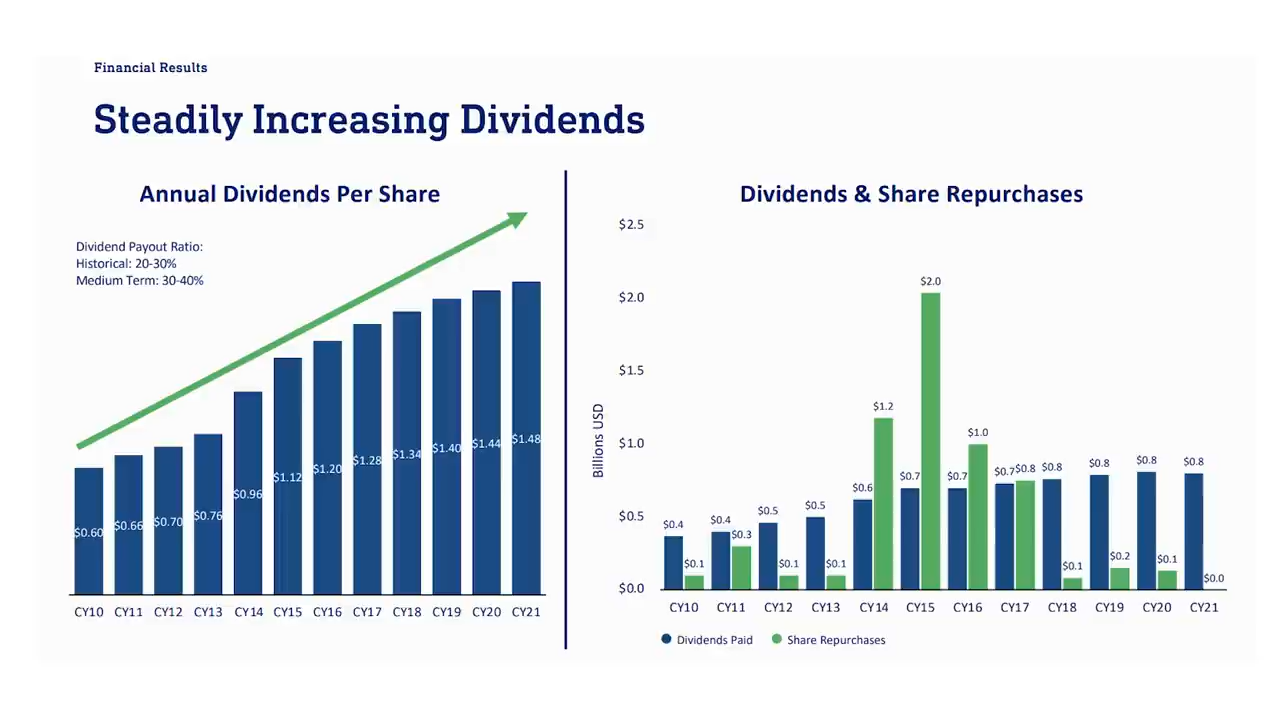 Financial Results
Steadily Increasing Dividends
Annual Dividends Per Share
Dividend Payout Ratio:
Historical: 20-30%
Medium Term: 30-40%
$0.60 $0.66 $0.70 $0.76 $0.96 $1.12 $1.20 $1.28 $1.34 $1.40 $1.44 $1.48
CY10 CY11 CY12 CY13 CY14 CY15 CY16 CY17 CY18 CY19 CY20 CY21
Dividends & Share Repurchases
Billions USD
$2.5
$2.0
$1.5
$1.0
$0.5
$0.0
$0.4 $0.1 $0.4 $0.3 $0.5 $0.1 $0.5 $0.1 $0.6 $1.2 $0.7 $2.0 $0.7 $1.0 $0.7 $0.8 $0.8 $0.1 $0.8 $0.2 $0.8 $0.1 $0.8 $0.0
CY10 CY11 CY12 CY13 CY14 CY15 CY16 CY17 CY18 CY19 CY20 CY21
Dividends Paid Share Repurchases